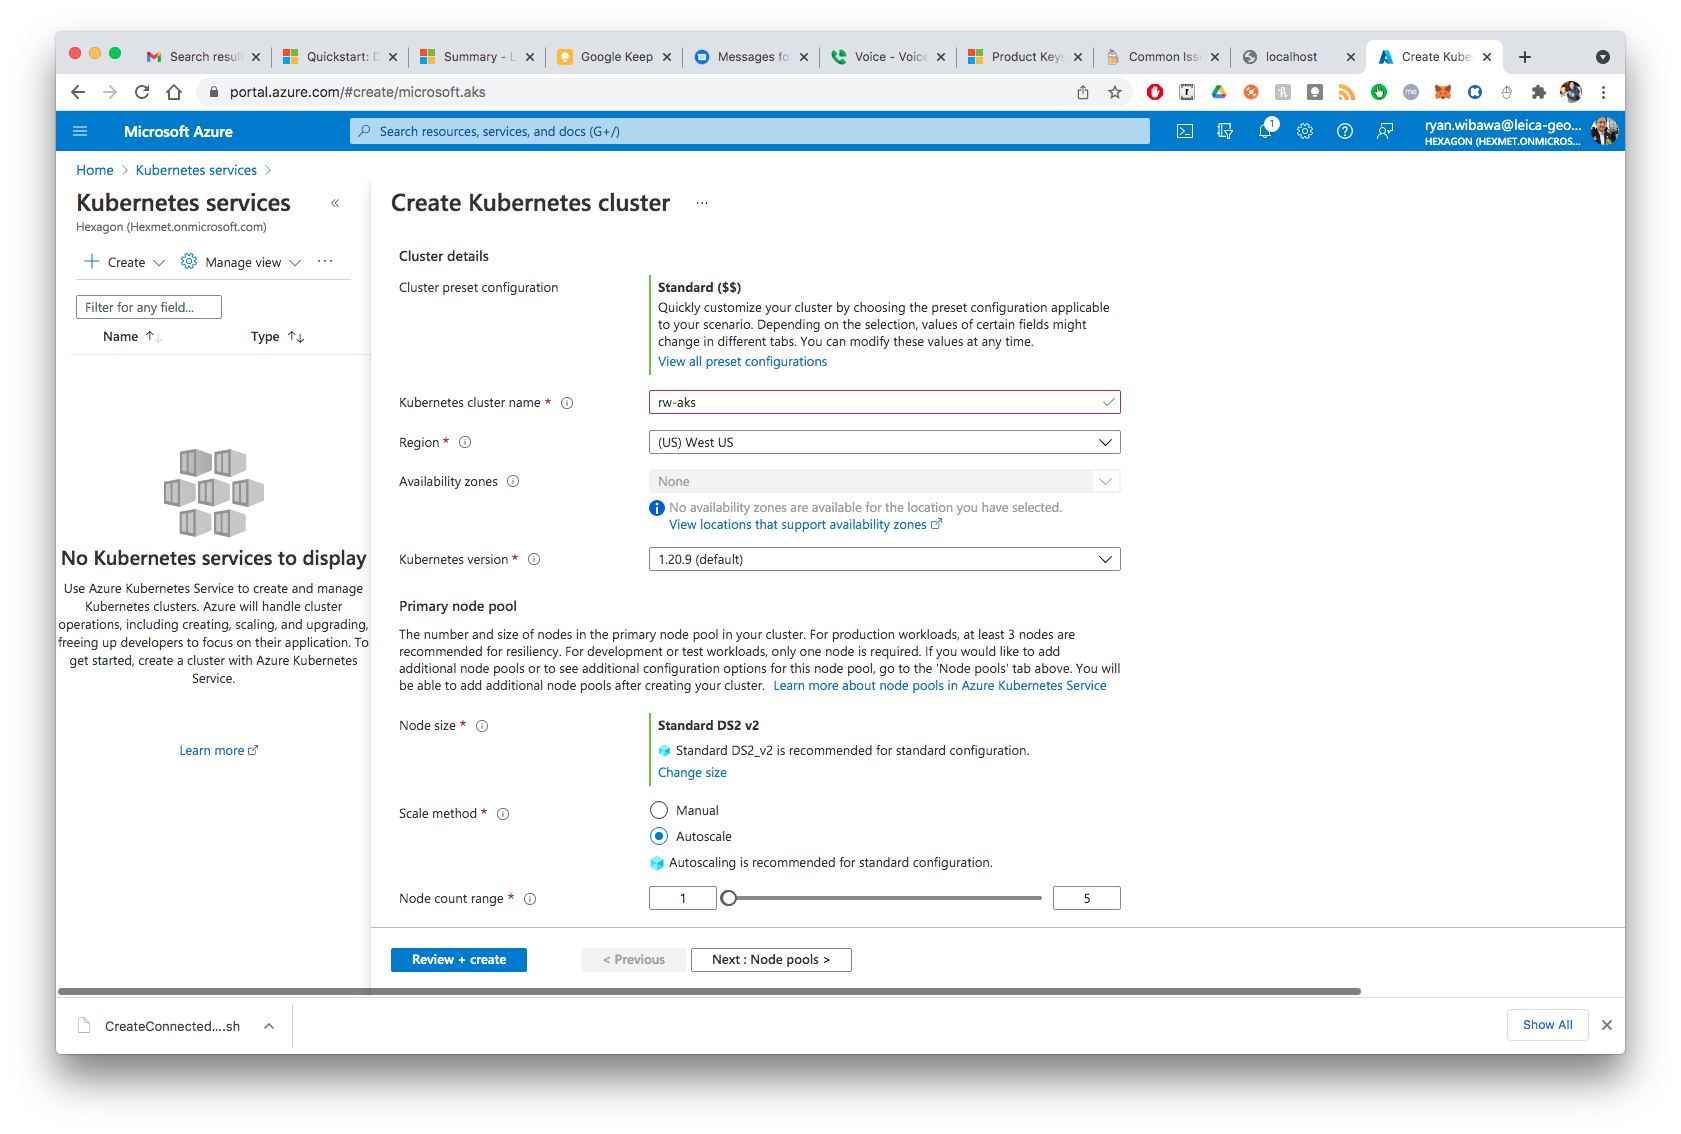 Search resul
Quickstart: D
Summary - L
Google Keep
Messages fo
Voice - Voice
Product Keys
Common Iss
localhost
Create Kube
portal.azure.com/#create/microsoft.aks
Microsoft Azure
Search resources, services, and docs (G+/)
1
ryan.wibawa@leica-geo...
HEXAGON (HEXMET.ONMICROS...
Home > Kubernetes services >
Kubernetes services «
Hexagon (Hexmet.onmicrosoft.com)
+ Create Manage view ...
Filter for any field...
Name ↑↓ Type ↑↓
No Kubernetes services to display
Use Azure Kubernetes Service to create and manage
Kubernetes clusters. Azure will handle cluster
operations, including creating, scaling, and upgrading,
freeing up developers to focus on their application. To
get started, create a cluster with Azure Kubernetes
Service.
Learn more
Create Kubernetes cluster ...
Cluster details
Cluster preset configuration
Standard ($$)
Quickly customize your cluster by choosing the preset configuration applicable
to your scenario. Depending on the selection, values of certain fields might
change in different tabs. You can modify these values at any time.
View all preset configurations
Kubernetes cluster name * rw-aks
Region * (US) West US
Availability zones None
No availability zones are available for the location you have selected.
View locations that support availability zones
Kubernetes version * 1.20.9 (default)
Primary node pool
The number and size of nodes in the primary node pool in your cluster. For production workloads, at least 3 nodes are
recommended for resiliency. For development or test workloads, only one node is required. If you would like to add
additional node pools or to see additional configuration options for this node pool, go to the 'Node pools' tab above. You will
be able to add additional node pools after creating your cluster. Learn more about node pools in Azure Kubernetes Service
Node size * Standard DS2 v2
Standard DS2_v2 is recommended for standard configuration.
Change size
Scale method * Manual
Autoscale
Autoscaling is recommended for standard configuration.
Node count range * 1 5
Review + create < Previous Next : Node pools >
CreateConnected....sh
Show All